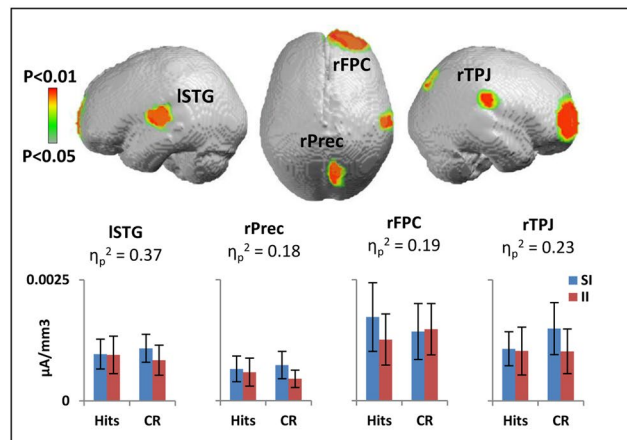 P<0.01
P<0.05
lSTG
rFPC
rPrec
rTPJ
lSTG
ηp² = 0.37
rPrec
ηp² = 0.18
rFPC
ηp² = 0.19
rTPJ
ηp² = 0.23
0.0025
µA/mm3
0
SI
II
Hits CR
Hits CR
Hits CR
Hits CR